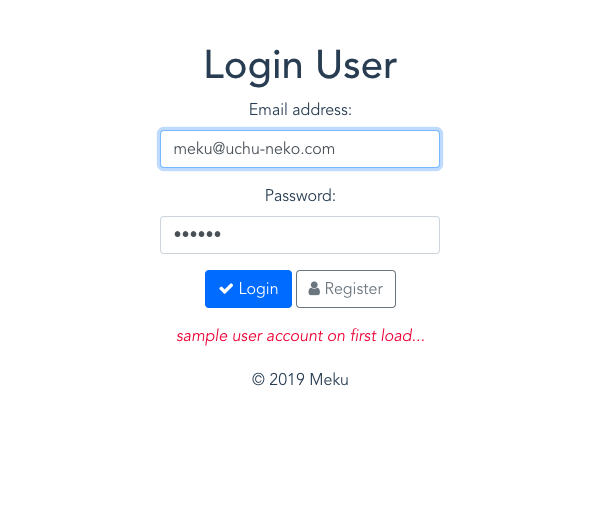 Login User
Email address:
meku@uchu-neko.com
Password:
••••••
Login Register
sample user account on first load...
© 2019 Meku